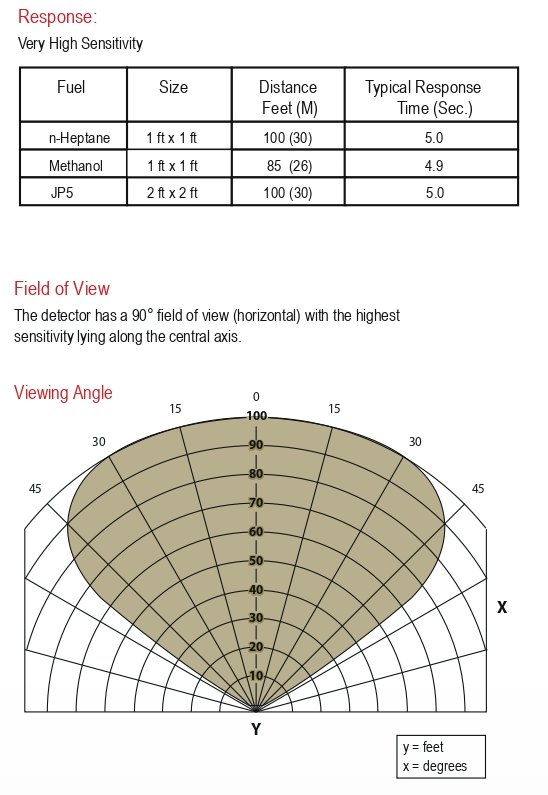 Response:
Very High Sensitivity
Fuel Size Distance Typical Response
Feet (M) Time (Sec.)
n-Heptane 1 ft x 1 ft 100 (30) 5.0
Methanol 1 ft x 1 ft 85 (26) 4.9
JP5 2 ft x 2 ft 100 (30) 5.0
Field of View
The detector has a 90° field of view (horizontal) with the highest
sensitivity lying along the central axis.
Viewing Angle
0
15 15
100
30 30
90
80
45 45
70
60
50
40
X
30
20
10
Y
y = feet
x = degrees